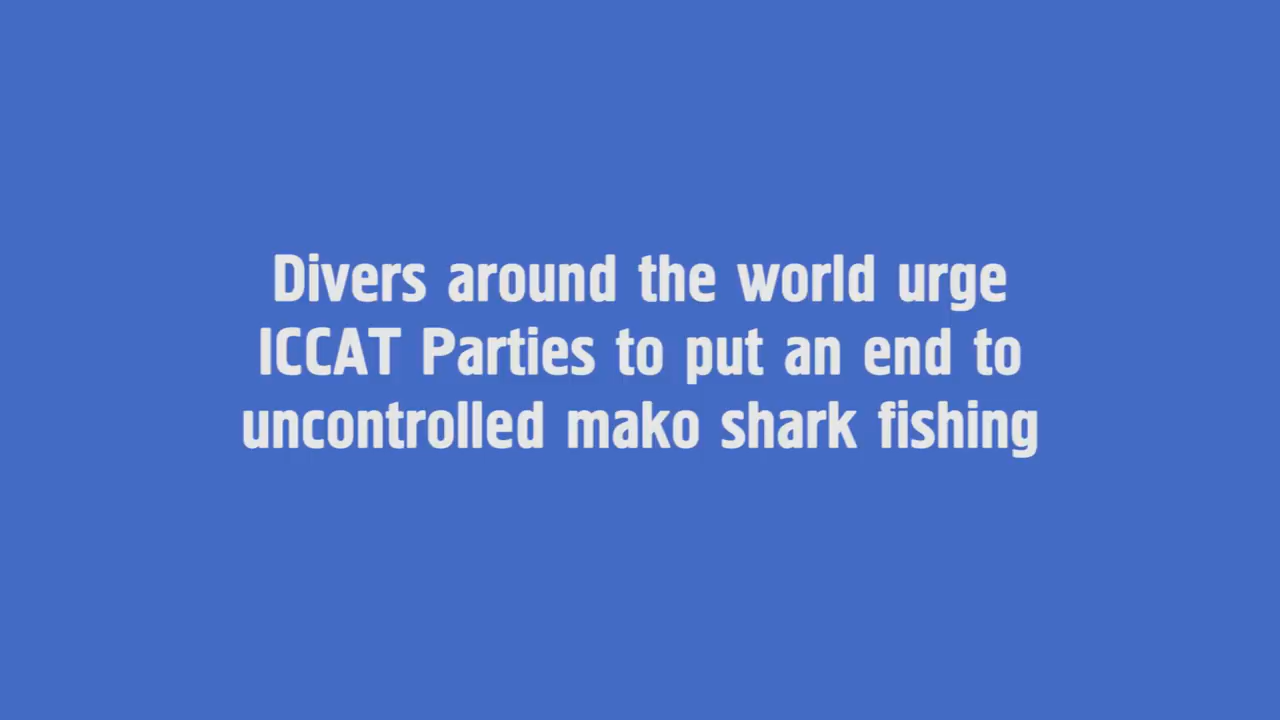 Divers around the world urge
ICCAT Parties to put an end to
uncontrolled mako shark fishing